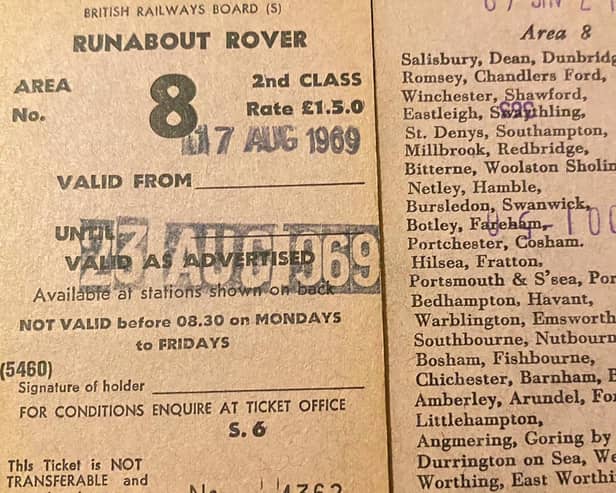 BRITISH RAILWAYS BOARD (S)
RUNABOUT ROVER
AREA
No.
8
2nd CLASS
Rate £1.5.0
17 AUG 1969
VALID FROM
UNTIL
23 AUG 1969
VALID AS ADVERTISED
Available at stations shown on back
NOT VALID before 08.30 on MONDAYS
to FRIDAYS
(5460)
Signature of holder
FOR CONDITIONS ENQUIRE AT TICKET OFFICE
S. 6
This Ticket is NOT
TRANSFERABLE and
Area 8
Salisbury, Dean,
Romsey, Chandlers Ford,
Winchester, Shawford,
Eastleigh, Swaythling,
St. Denys, Southampton,
Millbrook, Redbridge,
Bitterne, Woolston
Netley, Hamble,
Bursledon, Swanwick,
Botley, Fareham,
Portchester, Cosham.
Hilsea, Fratton,
Portsmouth & S'sea,
Bedhampton, Havant,
Warblington,
Southbourne,
Bosham, Fishbourne,
Chichester, Barnham,
Amberley, Arundel,
Littlehampton,
Angmering, Goring by
Durrington on Sea,
Worthing, East